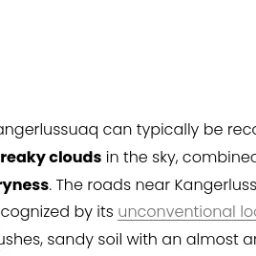 angerlussuaq can typically be reco
reaky clouds in the sky, combined
ryness. The roads near Kangerluss
cognized by its unconventional lo
ushes, sandy soil with an almost ar